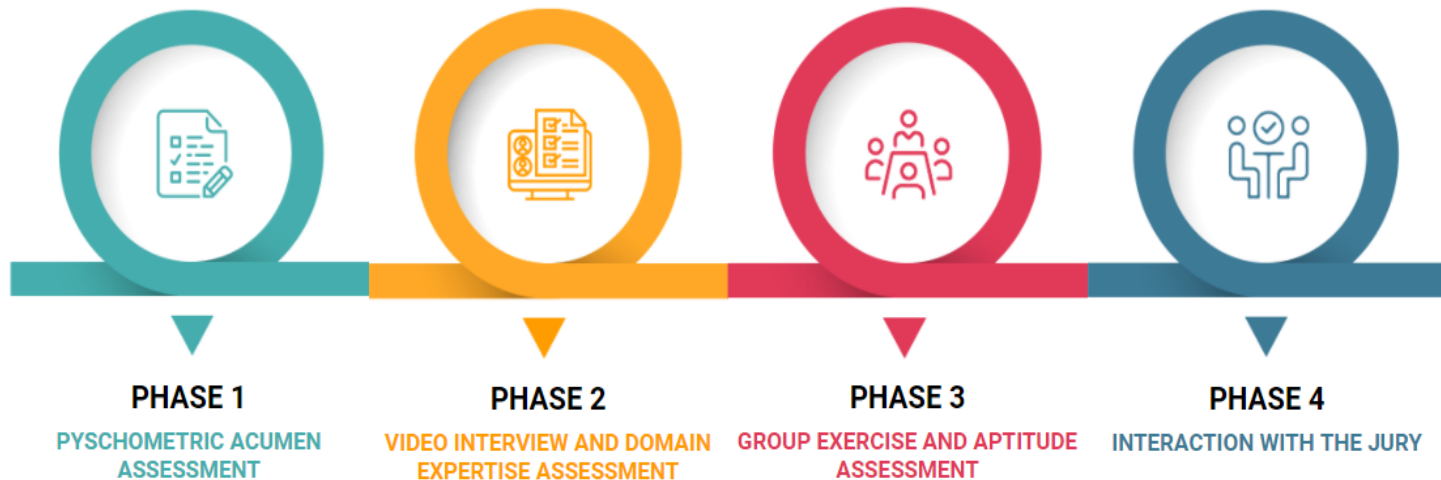 PHASE 1
PYSCHOMETRIC ACUMEN
ASSESSMENT
PHASE 2
VIDEO INTERVIEW AND DOMAIN
EXPERTISE ASSESSMENT
PHASE 3
GROUP EXERCISE AND APTITUDE
ASSESSMENT
PHASE 4
INTERACTION WITH THE JURY